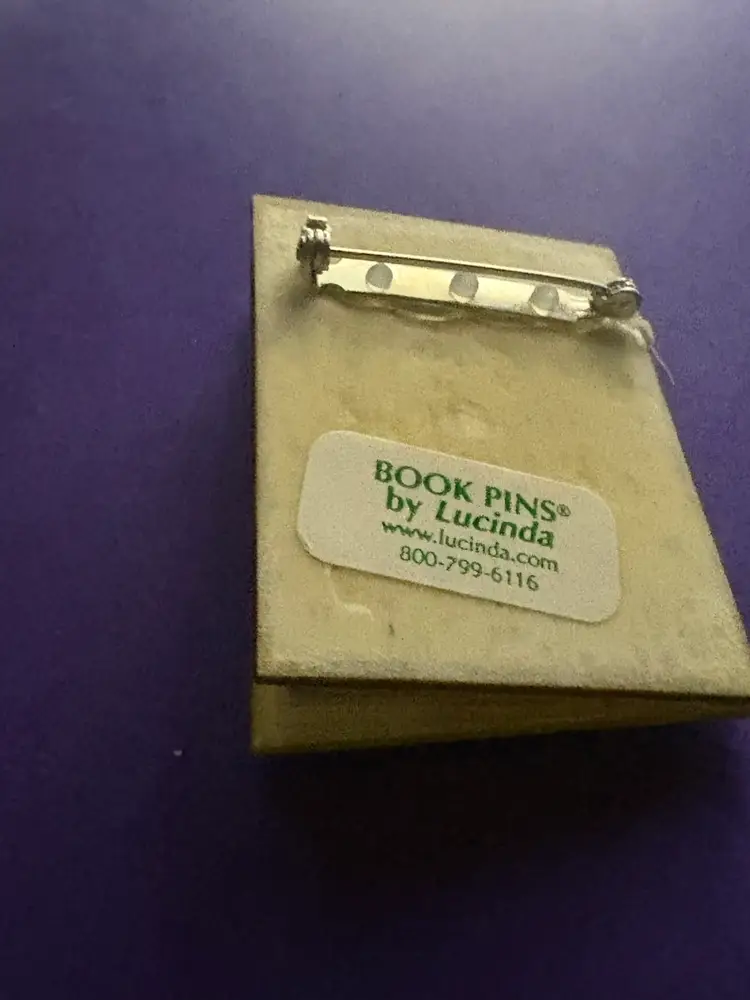 BOOK PINS®
by Lucinda
www.lucinda.com
800-799-6116